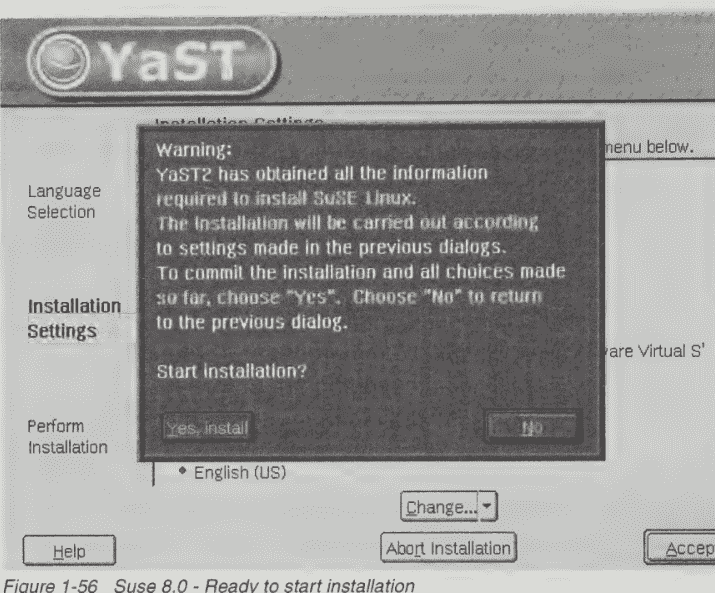 YaST
Installation Settings
menu below.
Language
Selection
Warning:
YaST2 has obtained all the information
required to install SuSE Linux.
The installation will be carried out according
to settings made in the previous dialogs.
To commit the installation and all choices made
so far, choose "Yes". Choose "No" to return
to the previous dialog.
Start installation?
Yes, install
No
Installation
Settings
ware Virtual S'
Perform
Installation
• English (US)
Change...
Help
Abort Installation
Accep
Figure 1-56 Suse 8.0 - Ready to start installation